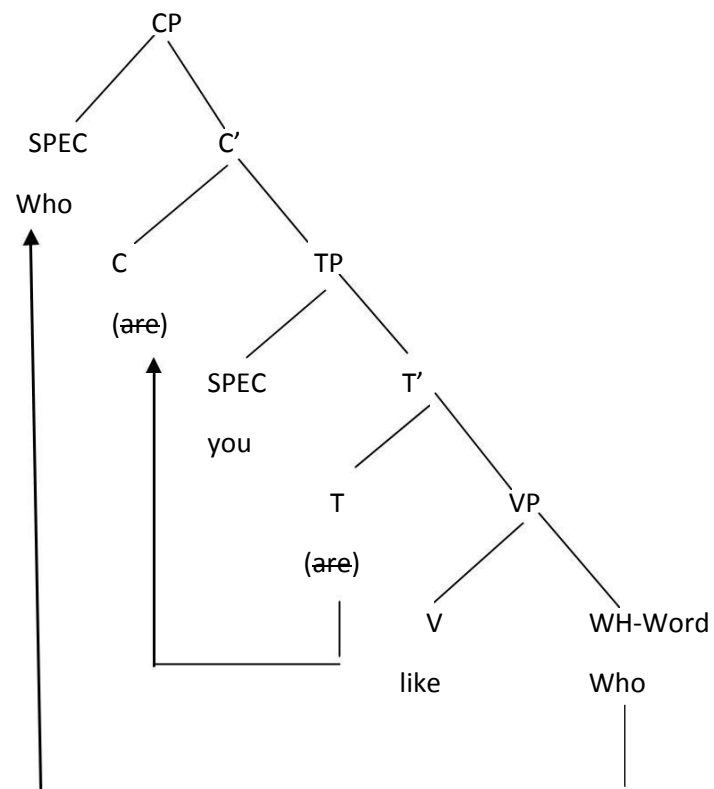 CP
SPEC C’
Who
C TP
(are)
SPEC T’
you
T VP
(are)
V WH-Word
like Who